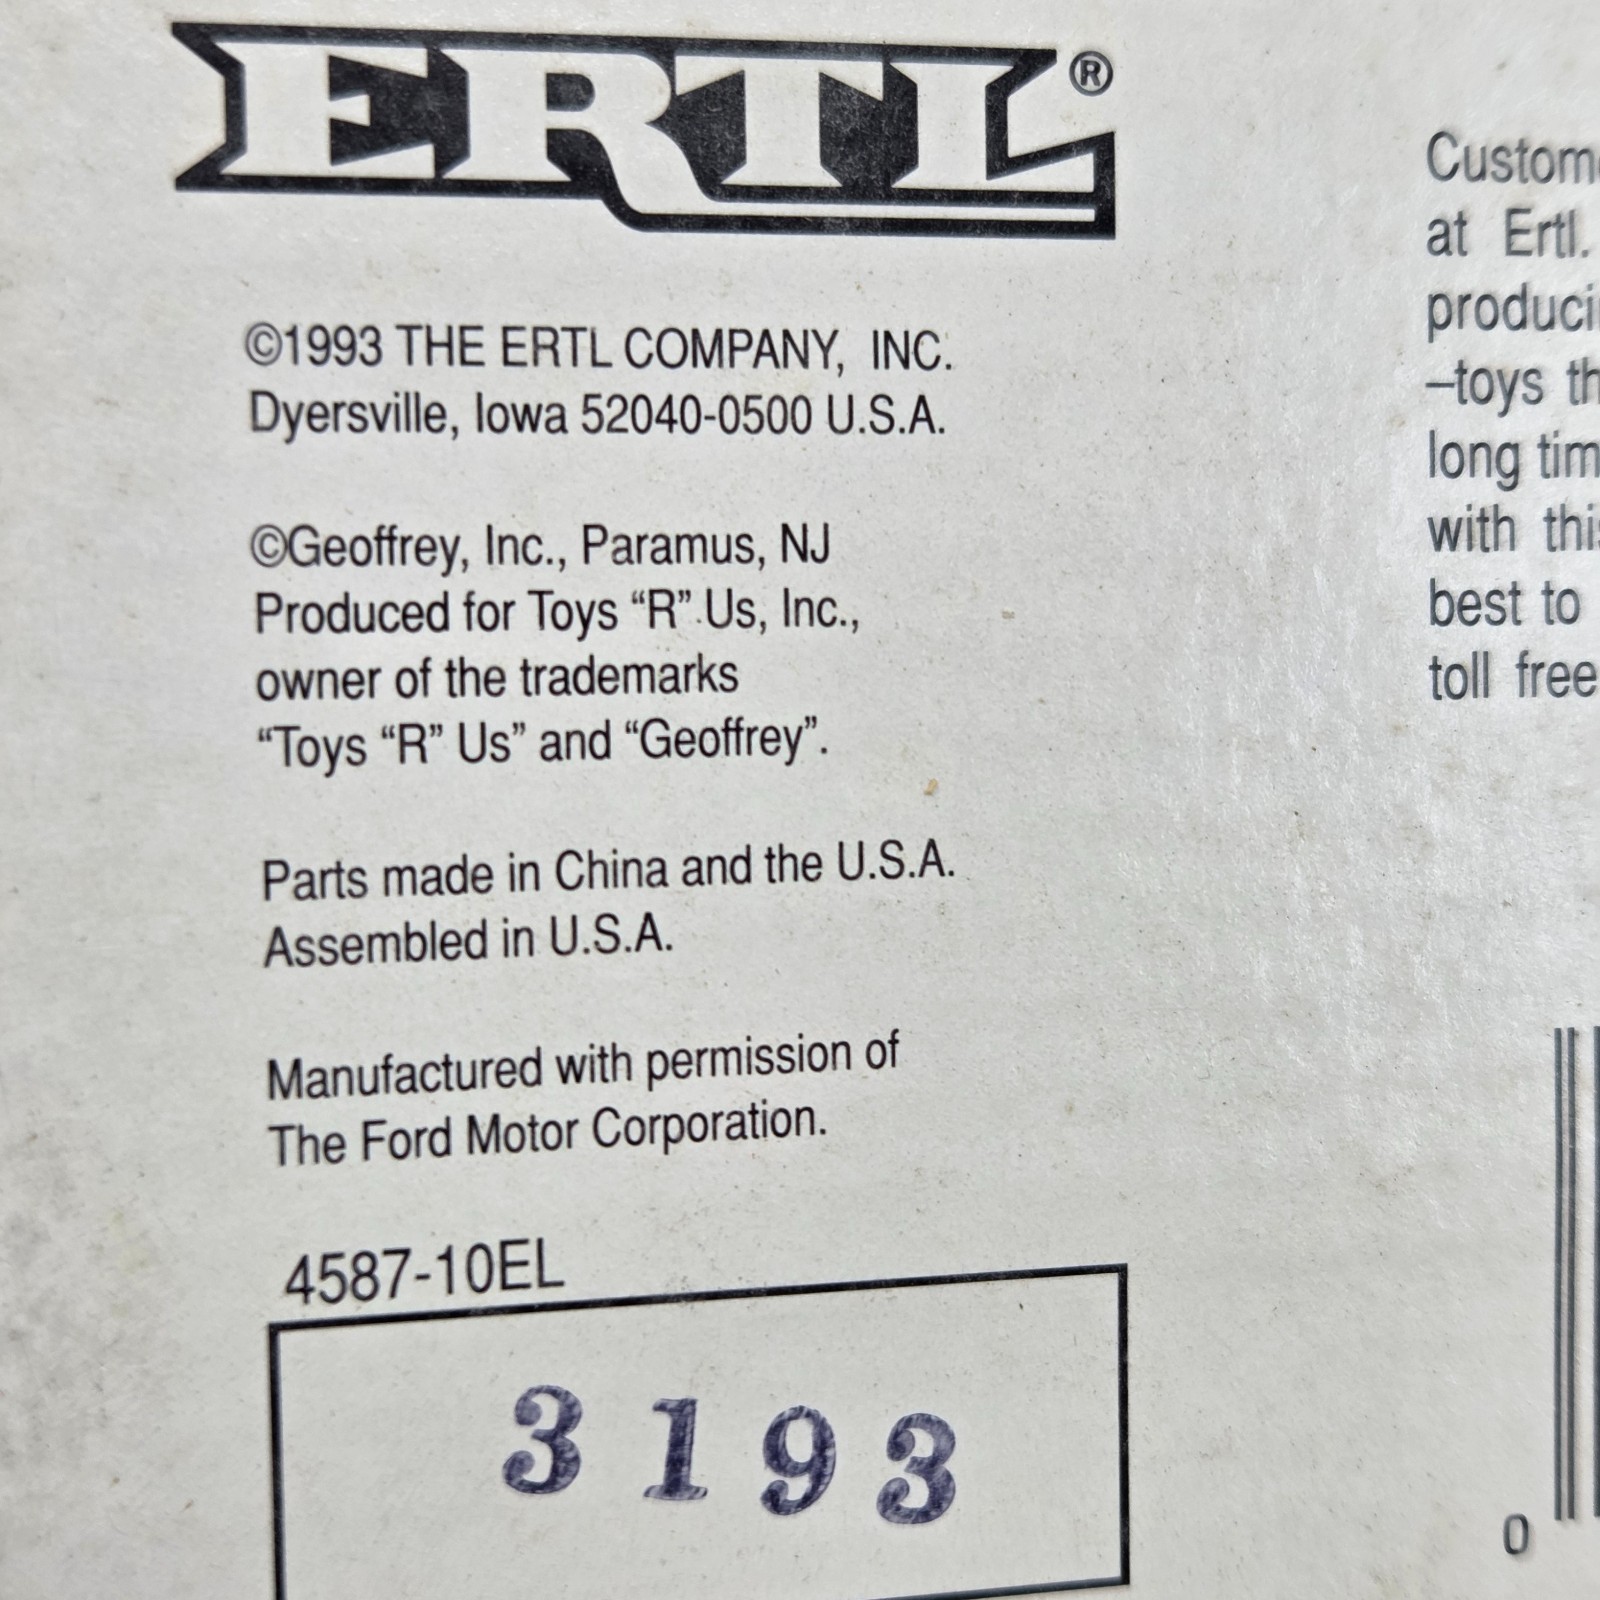 ERTL®
©1993 THE ERTL COMPANY, INC.
Dyersville, Iowa 52040-0500 U.S.A.
©Geoffrey, Inc., Paramus, NJ
Produced for Toys “R” Us, Inc.,
owner of the trademarks
“Toys “R” Us” and “Geoffrey”.
Parts made in China and the U.S.A.
Assembled in U.S.A.
Manufactured with permission of
The Ford Motor Corporation.
4587-10EL
3193
at Ertl.
–toys
long
with
best to
toll free
0